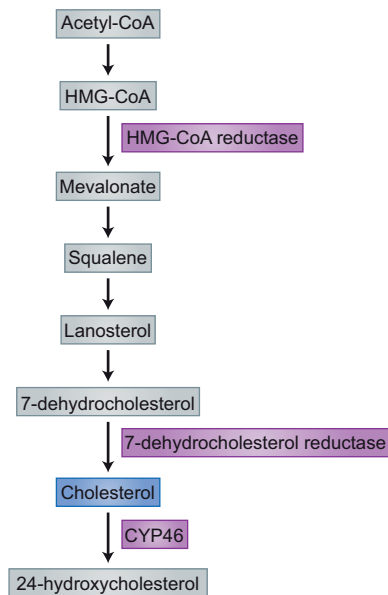 Acetyl-CoA
HMG-CoA
HMG-CoA reductase
Mevalonate
Squalene
Lanosterol
7-dehydrocholesterol
7-dehydrocholesterol reductase
Cholesterol
CYP46
24-hydroxycholesterol